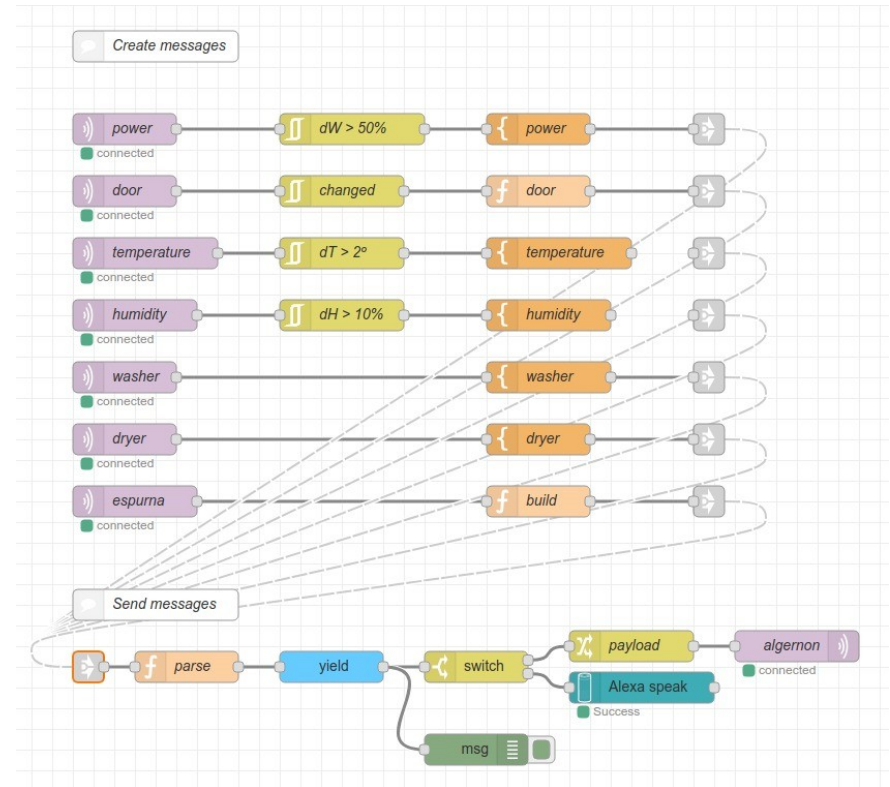 Create messages
power
dW > 50%
power
connected
door
changed
door
connected
temperature
dT > 2º
temperature
connected
humidity
dH > 10%
humidity
connected
washer
washer
connected
dryer
dryer
connected
espurna
build
connected
Send messages
parse
yield
switch
payload
algernon
connected
Alexa speak
Success
msg